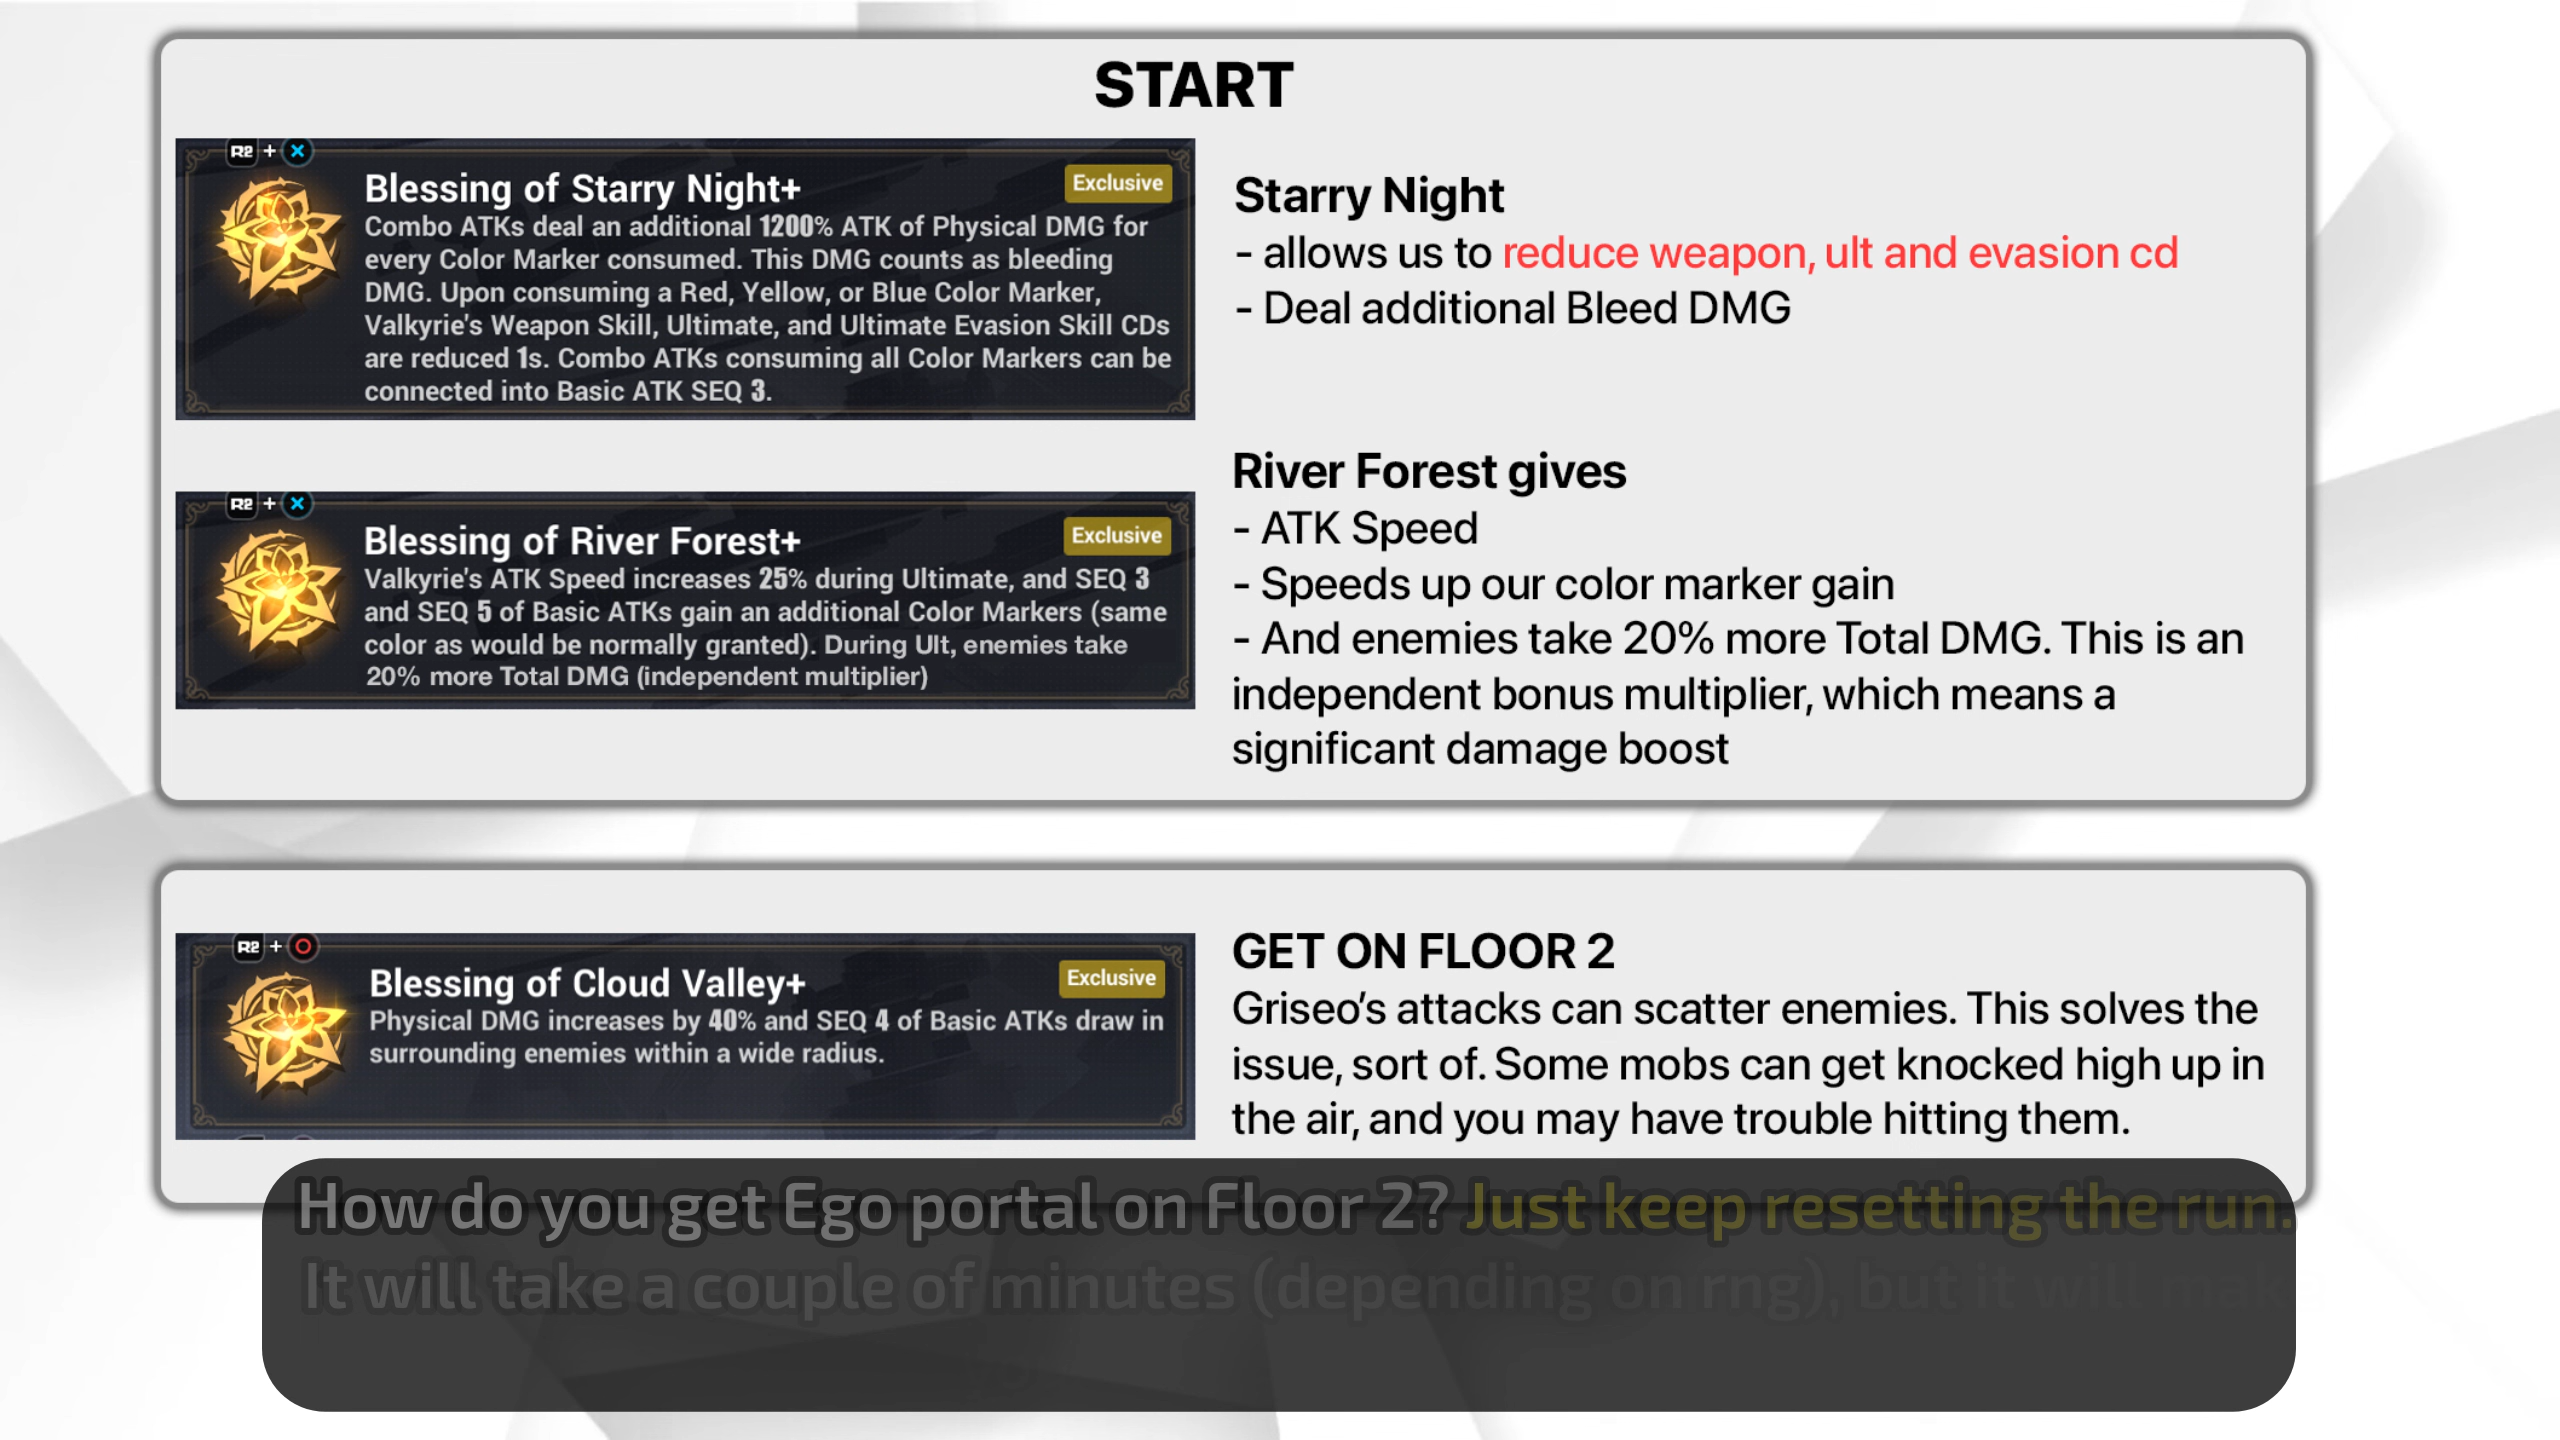 START
R2 +
Blessing of Starry Night+
Exclusive
Combo ATKs deal an additional 1200% ATK of Physical DMG for
every Color Marker consumed. This DMG counts as bleeding
DMG. Upon consuming a Red, Yellow, or Blue Color Marker,
Valkyrie's Weapon Skill, Ultimate, and Ultimate Evasion Skill CDs
are reduced 1s. Combo ATKs consuming all Color Markers can be
connected into Basic ATK SEQ 3.
Starry Night
- allows us to reduce weapon, ult and evasion cd
- Deal additional Bleed DMG
R2 +
Blessing of River Forest+
Exclusive
Valkyrie's ATK Speed increases 25% during Ultimate, and SEQ 3
and SEQ 5 of Basic ATKs gain an additional Color Markers (same
color as would be normally granted). During Ult, enemies take
20% more Total DMG (independent multiplier)
River Forest gives
- ATK Speed
- Speeds up our color marker gain
- And enemies take 20% more Total DMG. This is an
independent bonus multiplier, which means a
significant damage boost
R2 +
Blessing of Cloud Valley+
Exclusive
Physical DMG increases by 40% and SEQ 4 of Basic ATKs draw in
surrounding enemies within a wide radius.
GET ON FLOOR 2
Griseo's attacks can scatter enemies. This solves the
issue, sort of. Some mobs can get knocked high up in
the air, and you may have trouble hitting them.
How do you get Ego portal on Floor 2? Just keep resetting the run.
It will take a couple of minutes (depending on rng), but it will make